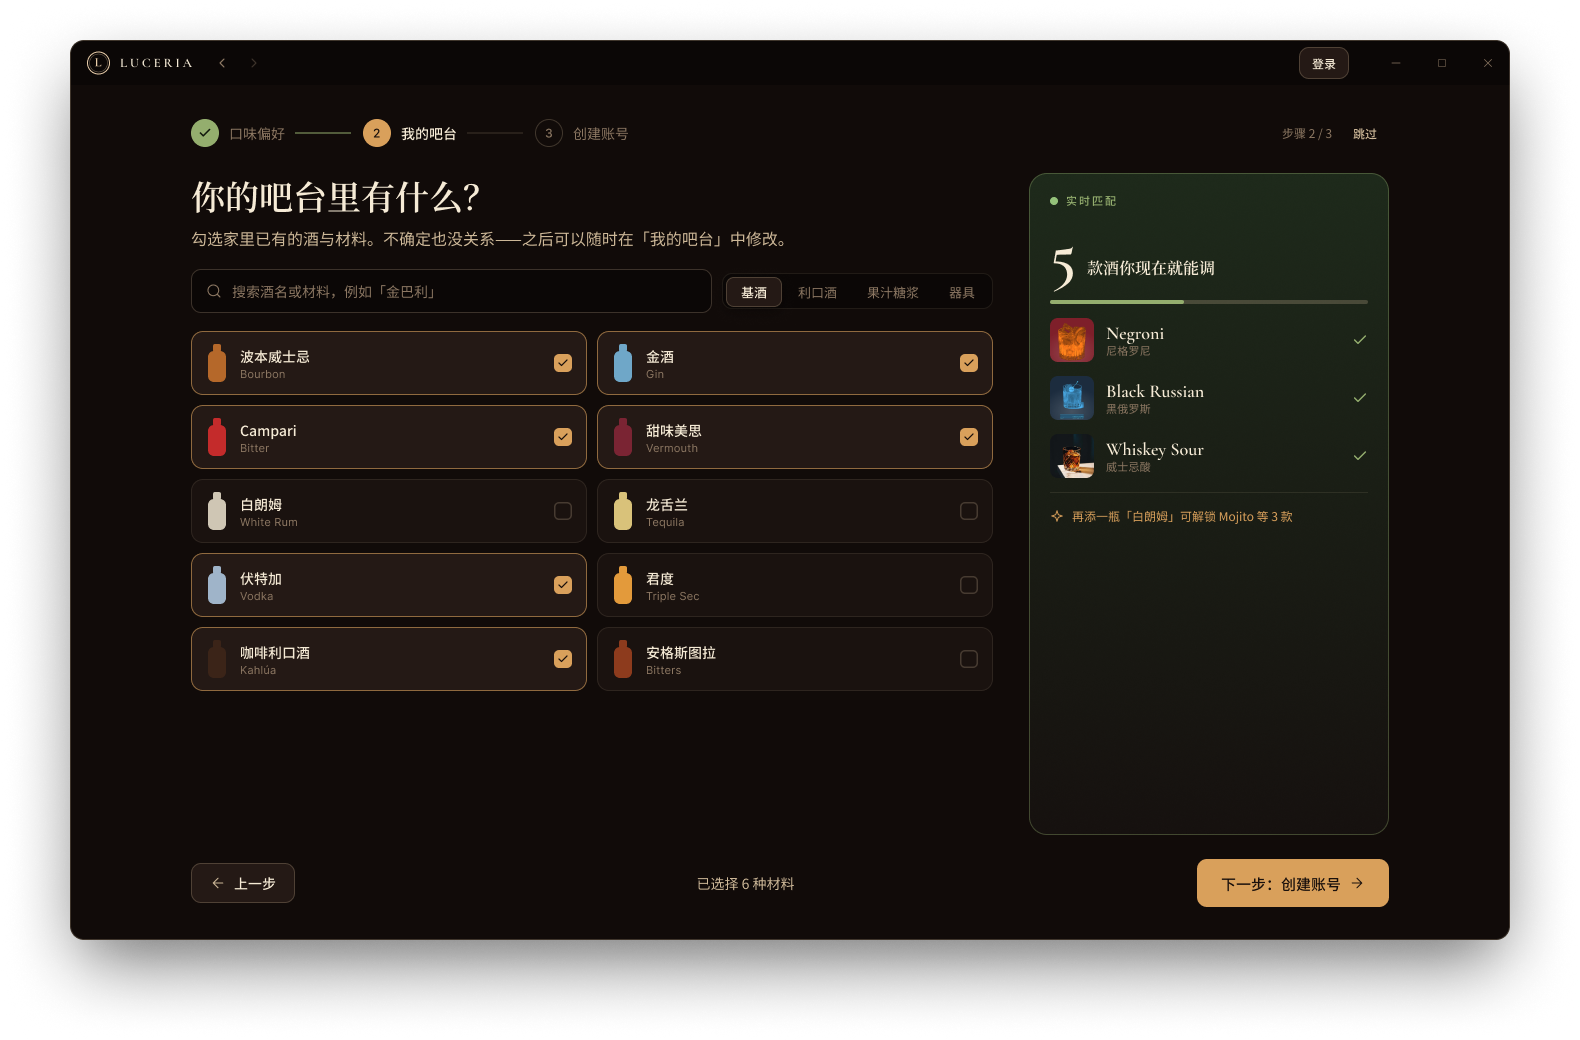 L LUCERIA
登录
口味偏好
2 我的吧台
3 创建账号
步骤 2 / 3 跳过
你的吧台里有什么？
勾选家里已有的酒与材料。不确定也没关系——之后可以随时在「我的吧台」中修改。
搜索酒名或材料，例如「金巴利」
基酒 利口酒 果汁糖浆 器具
波本威士忌
Bourbon
金酒
Gin
Campari
Bitter
甜味美思
Vermouth
白朗姆
White Rum
龙舌兰
Tequila
伏特加
Vodka
君度
Triple Sec
咖啡利口酒
Kahlúa
安格斯图拉
Bitters
实时匹配
5 款酒你现在就能调
Negroni
尼格罗尼
Black Russian
黑俄罗斯
Whiskey Sour
威士忌酸
再添一瓶「白朗姆」可解锁 Mojito 等 3 款
上一步
已选择 6 种材料
下一步：创建账号